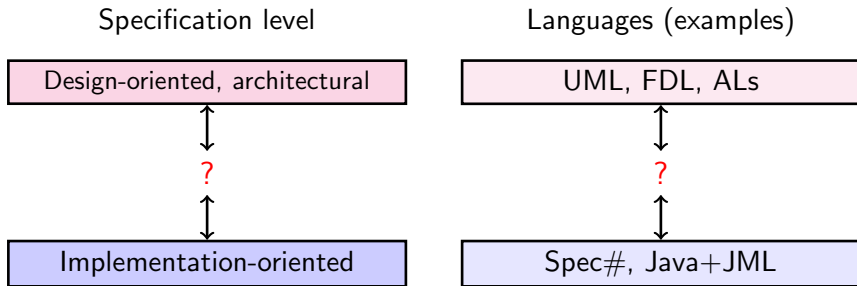 Specification level
Languages (examples)
Design-oriented, architectural
UML, FDL, ALs
?
?
Implementation-oriented
Spec#, Java+JML